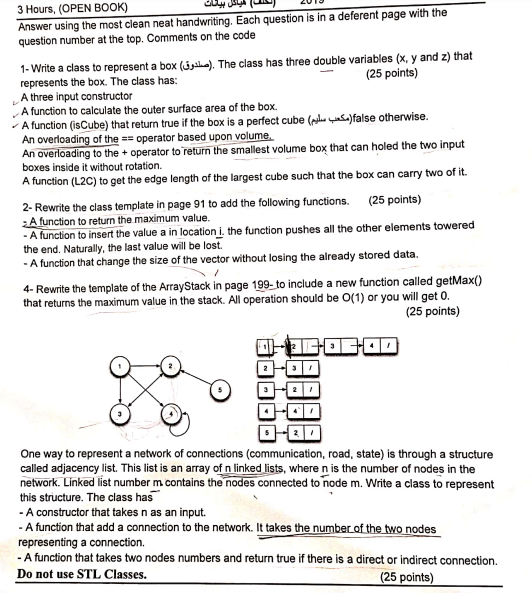 3 Hours, (OPEN BOOK)
2019
Answer using the most clean neat handwriting. Each question is in a deferent page with the
question number at the top. Comments on the code
1- Write a class to represent a box (صندوق). The class has three double variables (x, y and z) that
represents the box. The class has:
(25 points)
A three input constructor
A function to calculate the outer surface area of the box.
A function (isCube) that return true if the box is a perfect cube (مكعب سليم)false otherwise.
An overloading of the == operator based upon volume.
An overloading to the + operator to return the smallest volume box that can holed the two input
boxes inside it without rotation.
A function (L2C) to get the edge length of the largest cube such that the box can carry two of it.
2- Rewrite the class template in page 91 to add the following functions. (25 points)
- A function to return the maximum value.
- A function to insert the value a in location i. the function pushes all the other elements towered
the end. Naturally, the last value will be lost.
- A function that change the size of the vector without losing the already stored data.
4- Rewrite the template of the ArrayStack in page 199- to include a new function called getMax()
that returns the maximum value in the stack. All operation should be O(1) or you will get 0.
(25 points)
1 2 3 4 /
1 2
2 3 /
5
3 2 /
3 4
4 4 /
5 2 /
One way to represent a network of connections (communication, road, state) is through a structure
called adjacency list. This list is an array of n linked lists, where n is the number of nodes in the
network. Linked list number m contains the nodes connected to node m. Write a class to represent
this structure. The class has
- A constructor that takes n as an input.
- A function that add a connection to the network. It takes the number of the two nodes
representing a connection.
- A function that takes two nodes numbers and return true if there is a direct or indirect connection.
Do not use STL Classes.
(25 points)